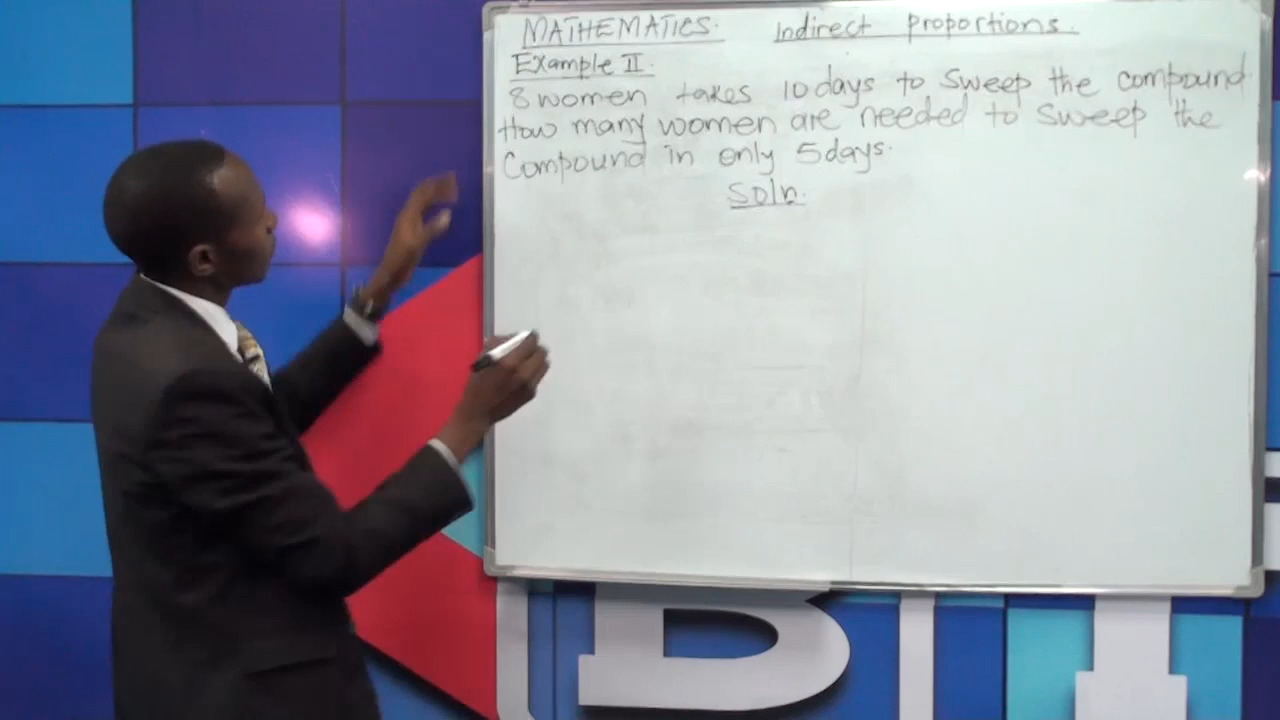 MATHEMATICS. Indirect proportions.
Example II.
8 women takes 10 days to sweep the compound
How many women are needed to sweep the
Compound in only 5 days.
Soln.
B